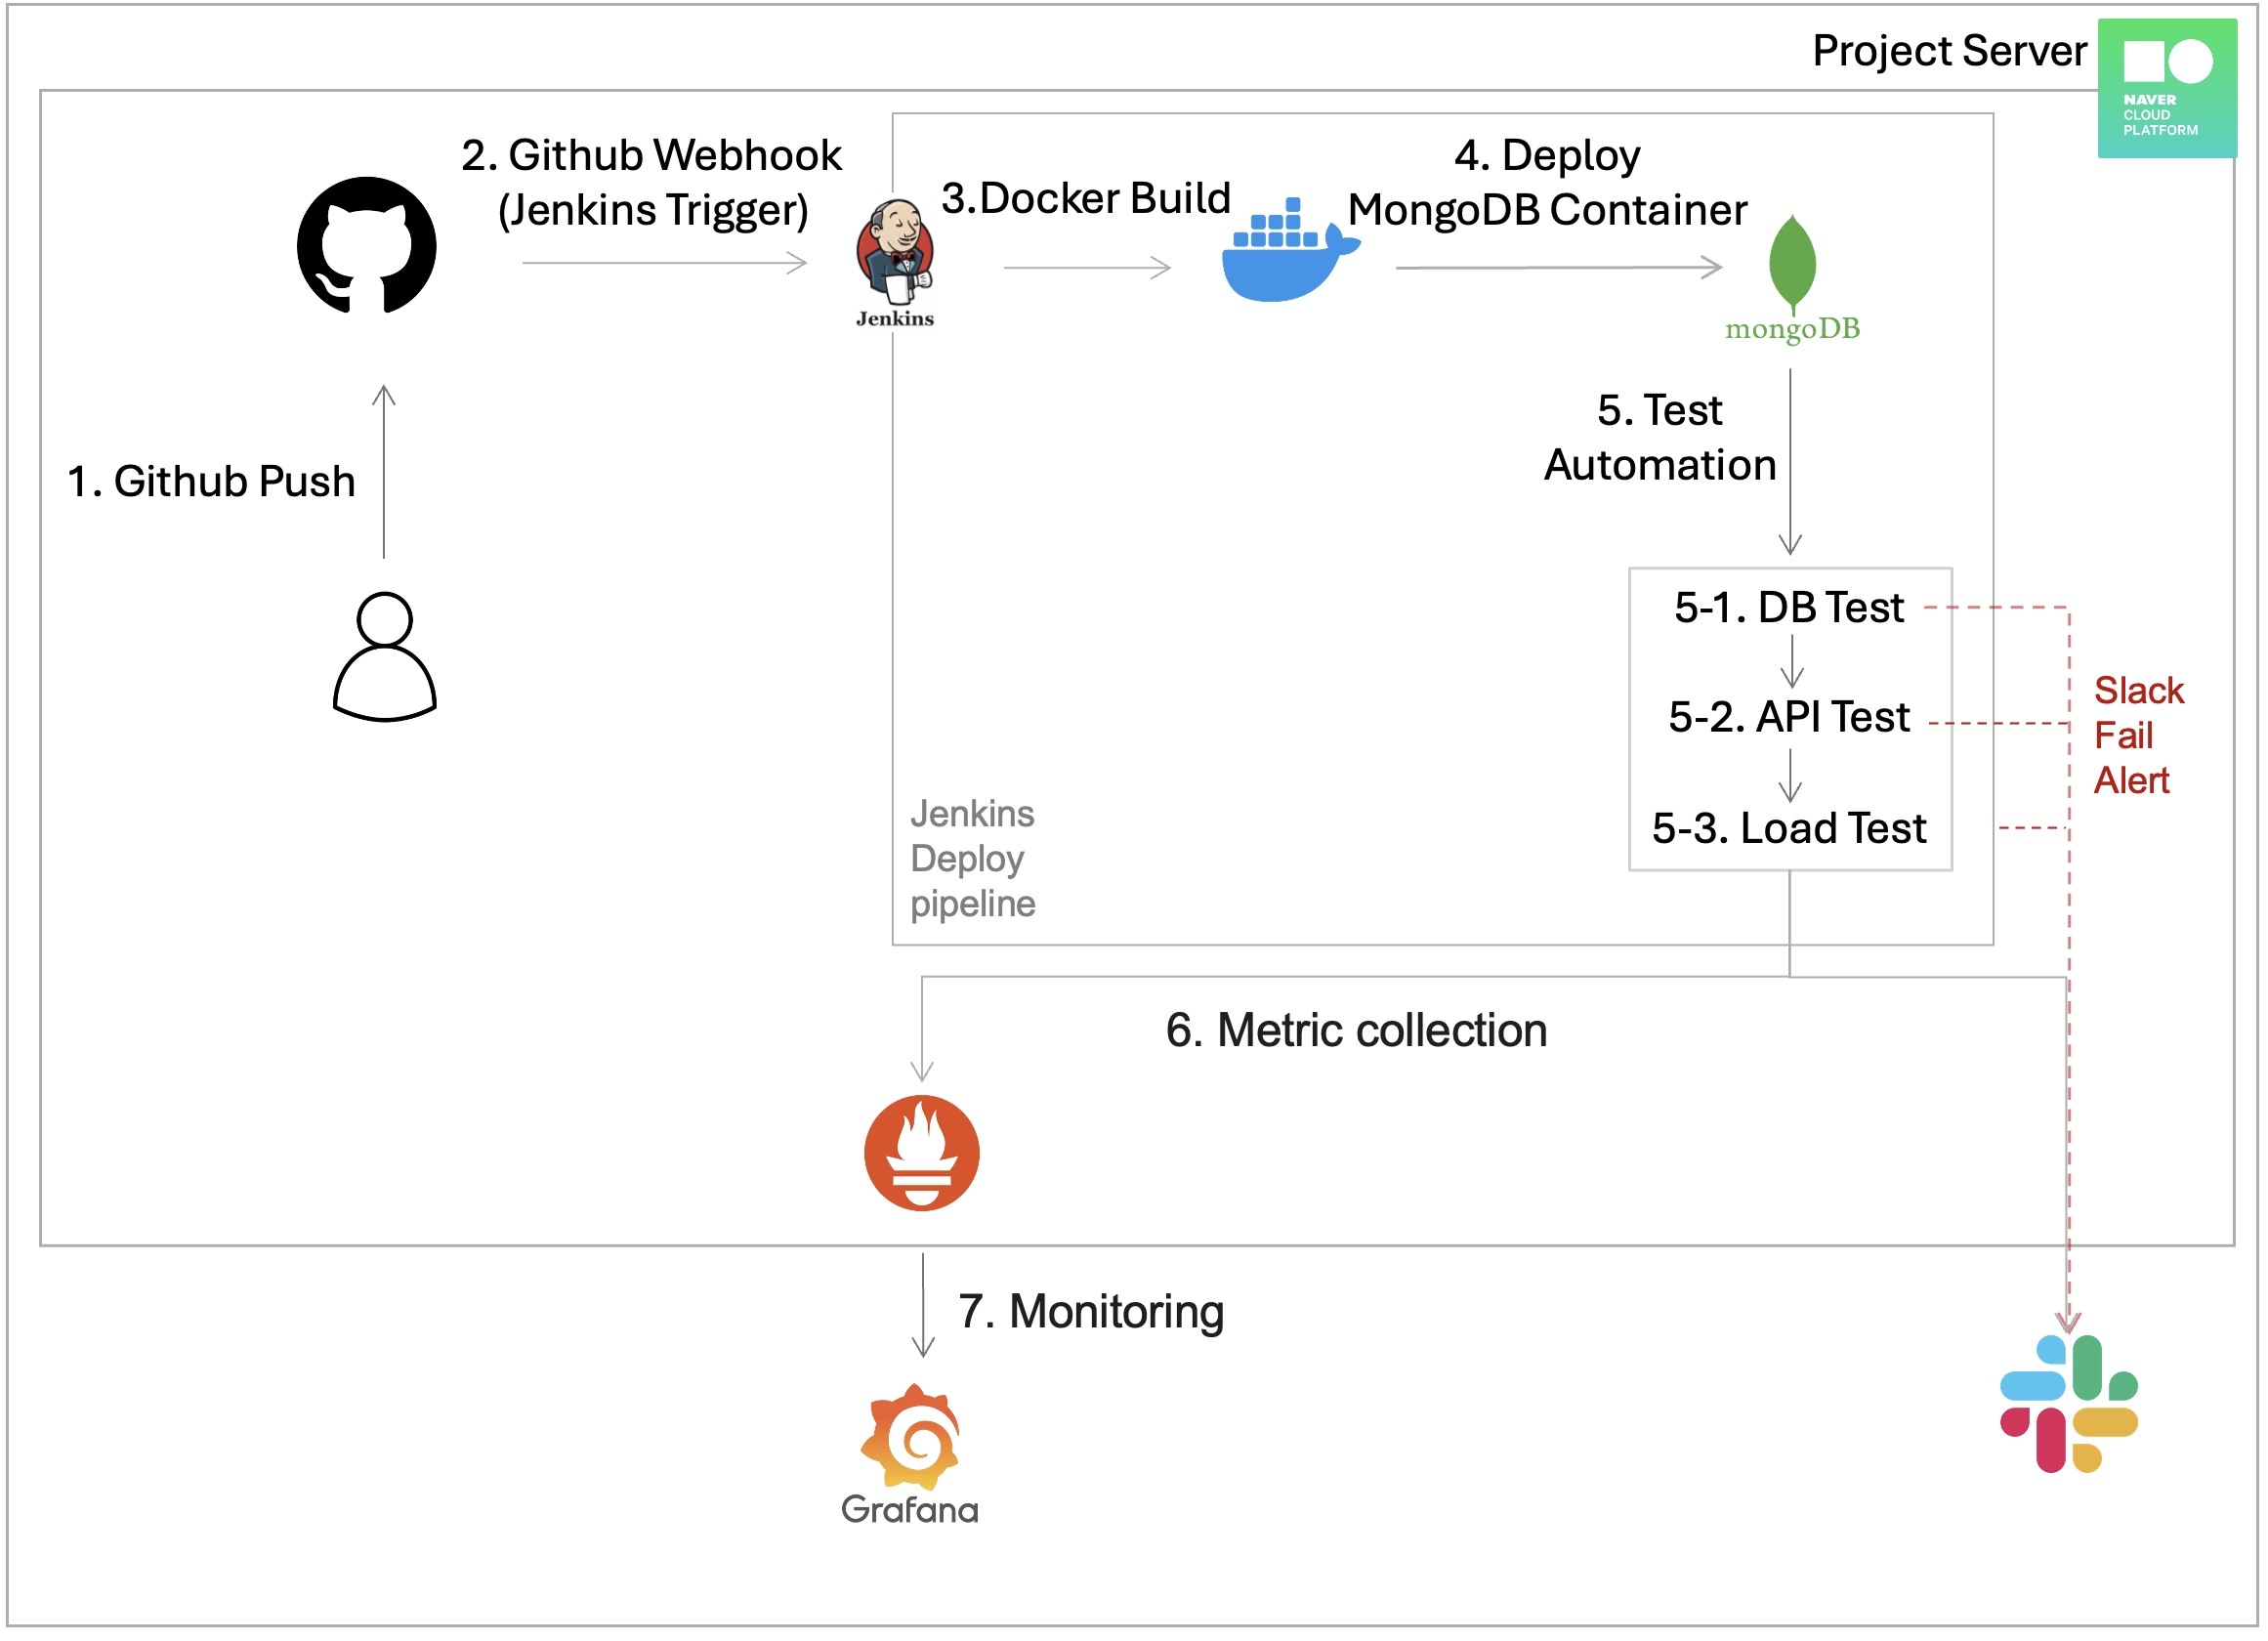 Project Server
NAVER
CLOUD
PLATFORM
2. Github Webhook
(Jenkins Trigger)
3.Docker Build
4. Deploy
MongoDB Container
Jenkins
mongoDB
1. Github Push
5. Test
Automation
5-1. DB Test
5-2. API Test
5-3. Load Test
Slack
Fail
Alert
Jenkins
Deploy
pipeline
6. Metric collection
7. Monitoring
Grafana